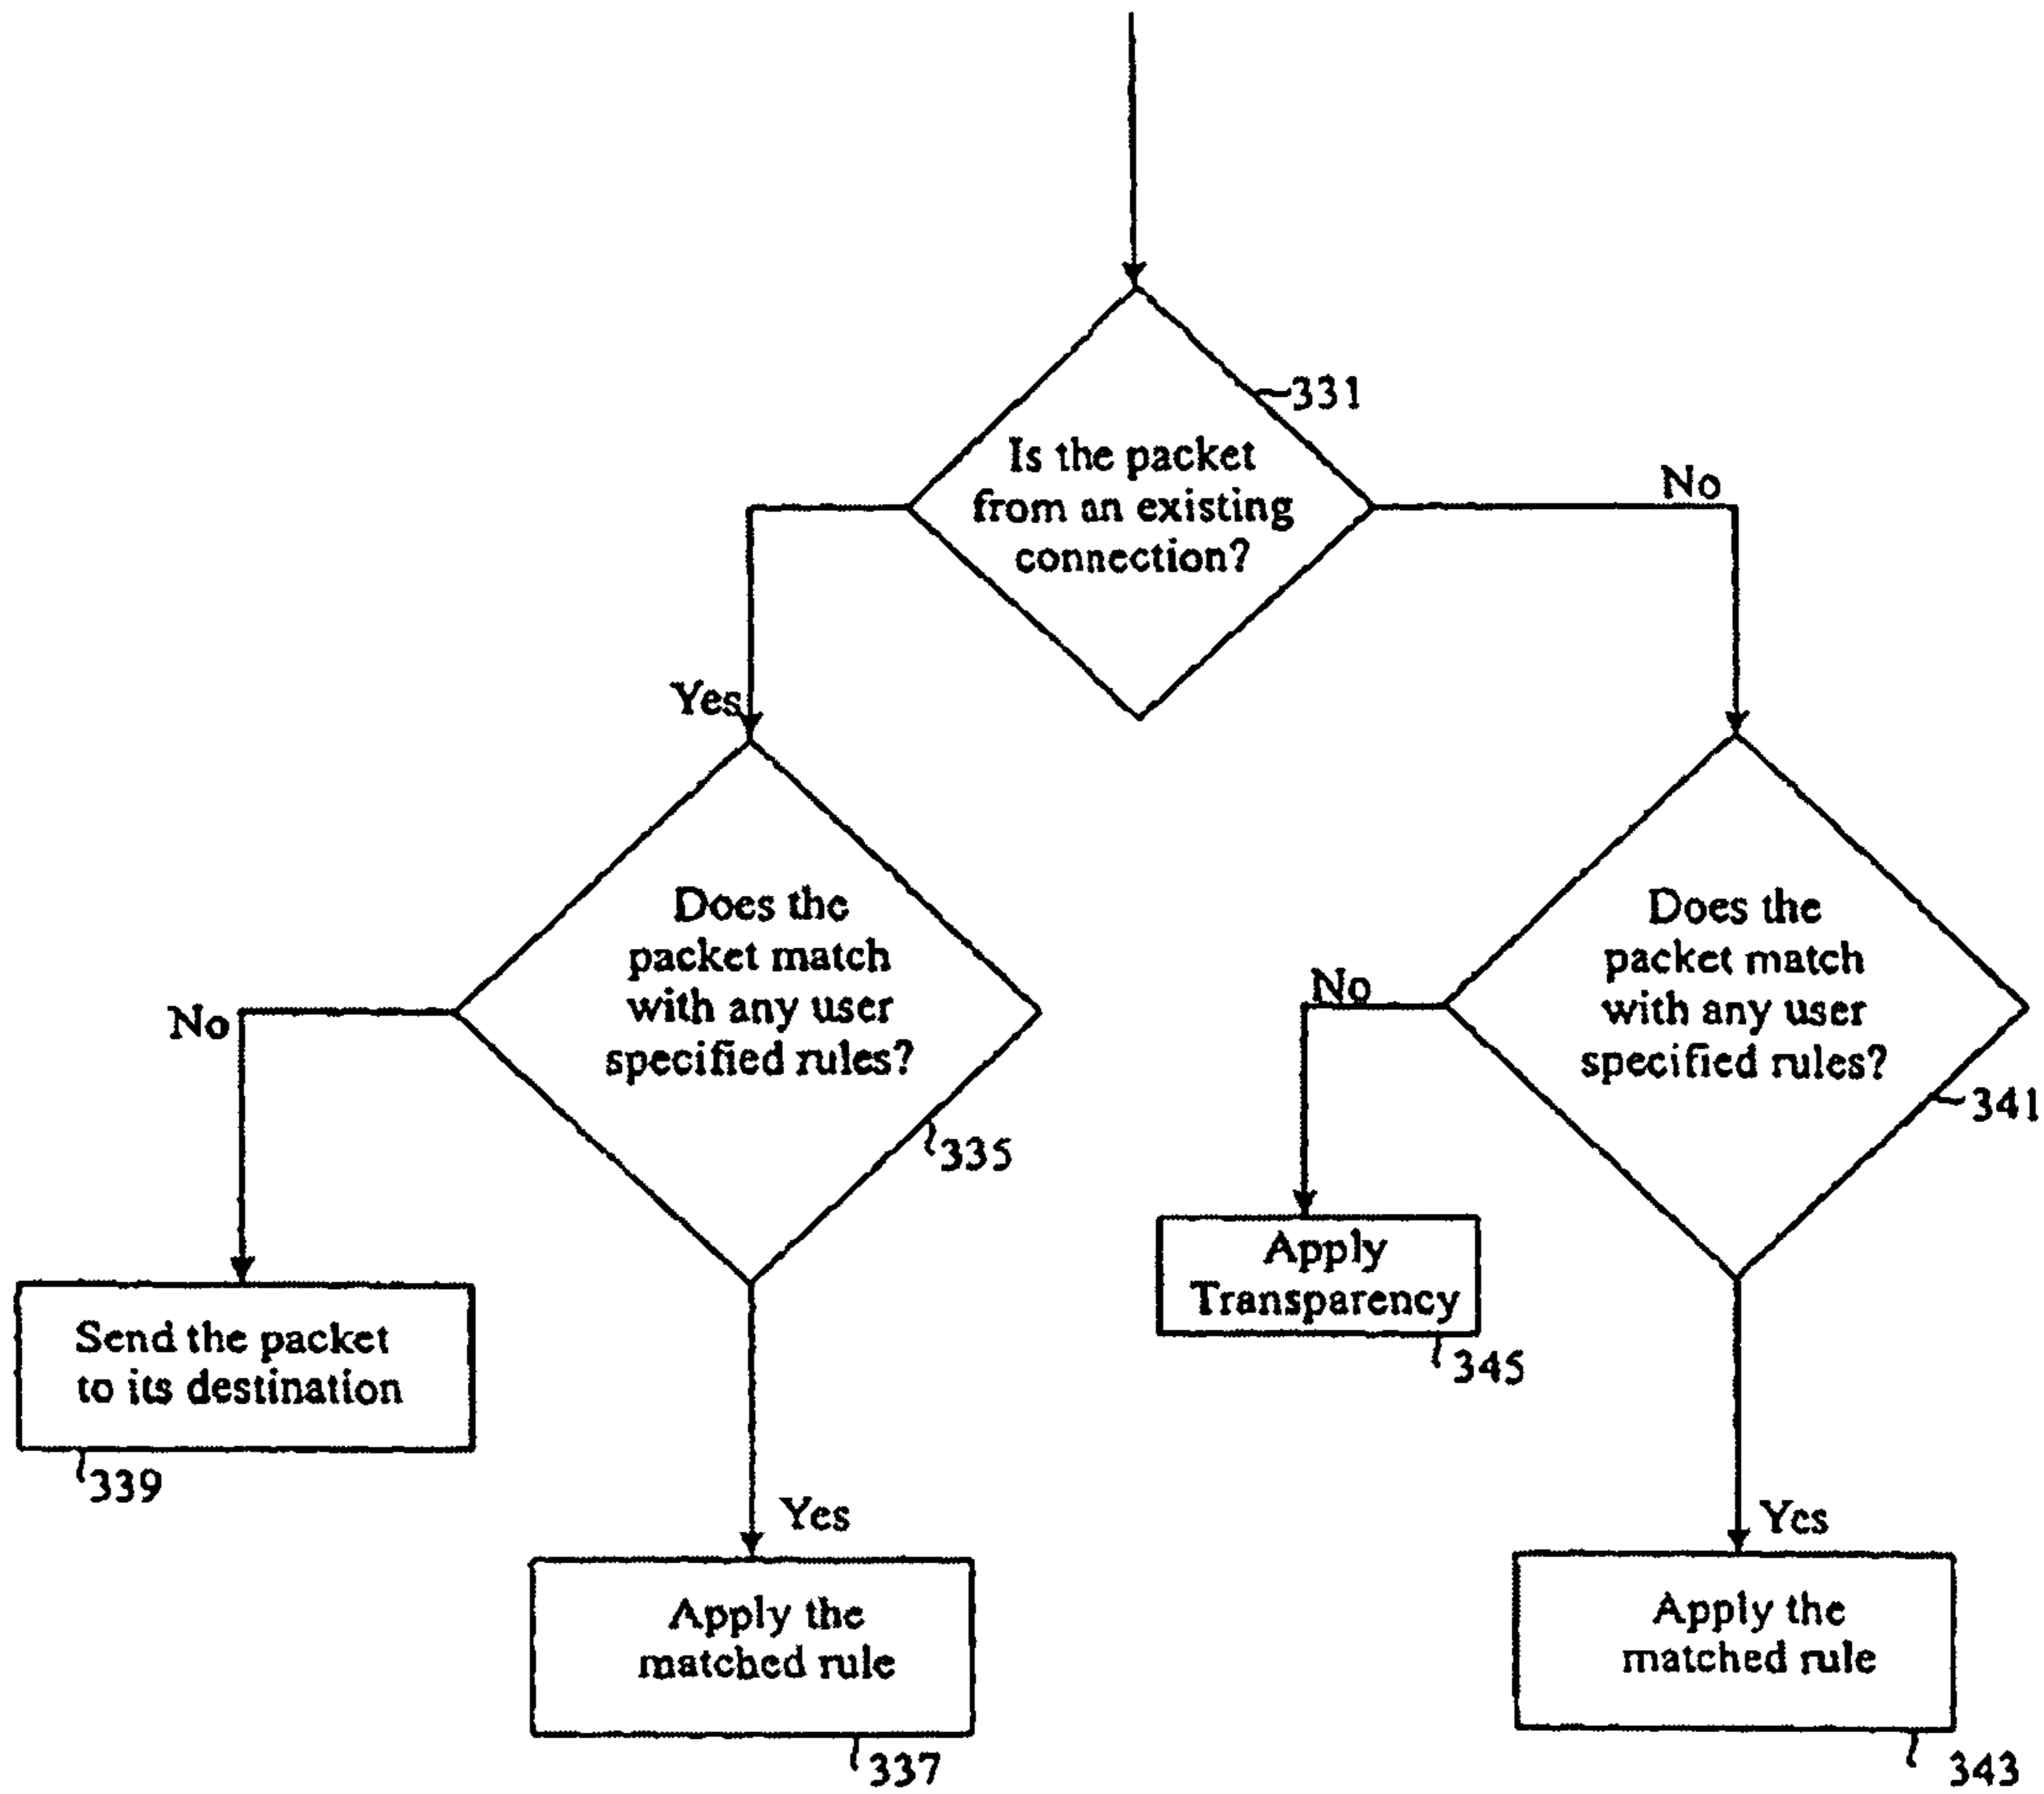 331
Is the packet
from an existing
connection?
No
Yes
Does the
packet match
with any user
specified rules?
335
No
Does the
packet match
with any user
specified rules?
341
No
Apply
Transparency
345
Send the packet
to its destination
339
Yes
Apply the
matched rule
337
Yes
Apply the
matched rule
343